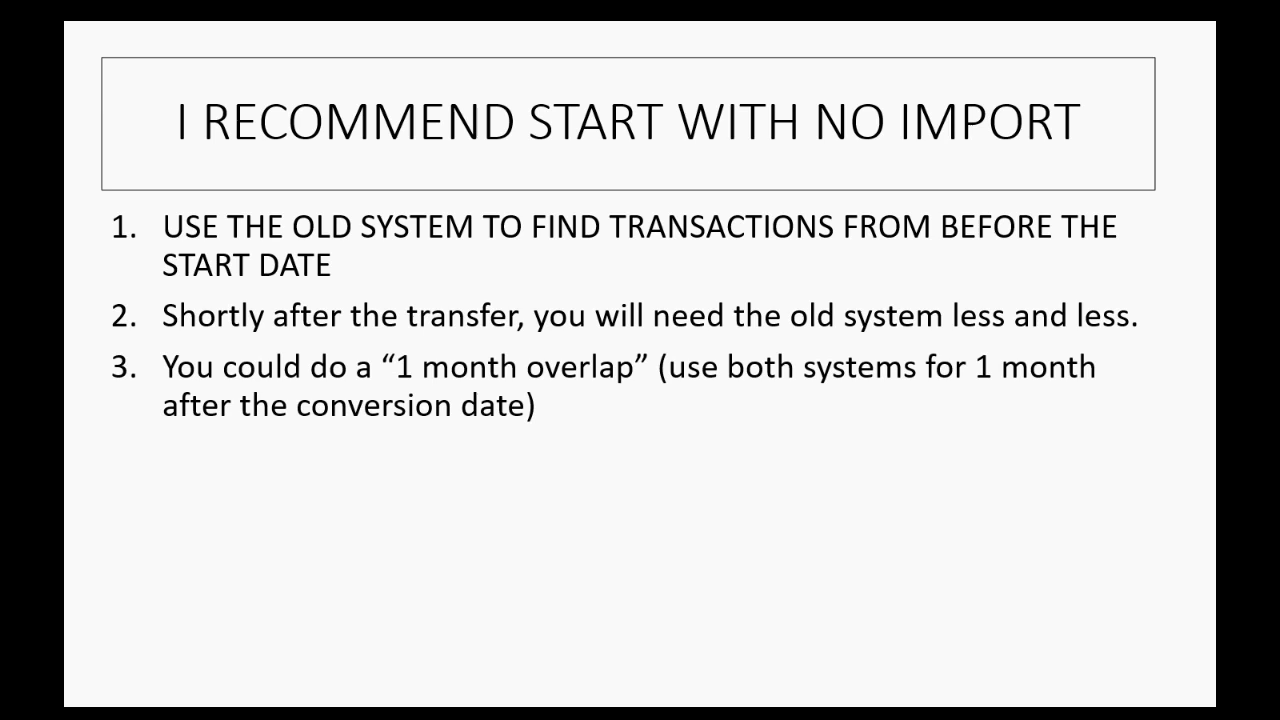 I RECOMMEND START WITH NO IMPORT
1. USE THE OLD SYSTEM TO FIND TRANSACTIONS FROM BEFORE THE
START DATE
2. Shortly after the transfer, you will need the old system less and less.
3. You could do a “1 month overlap” (use both systems for 1 month
after the conversion date)